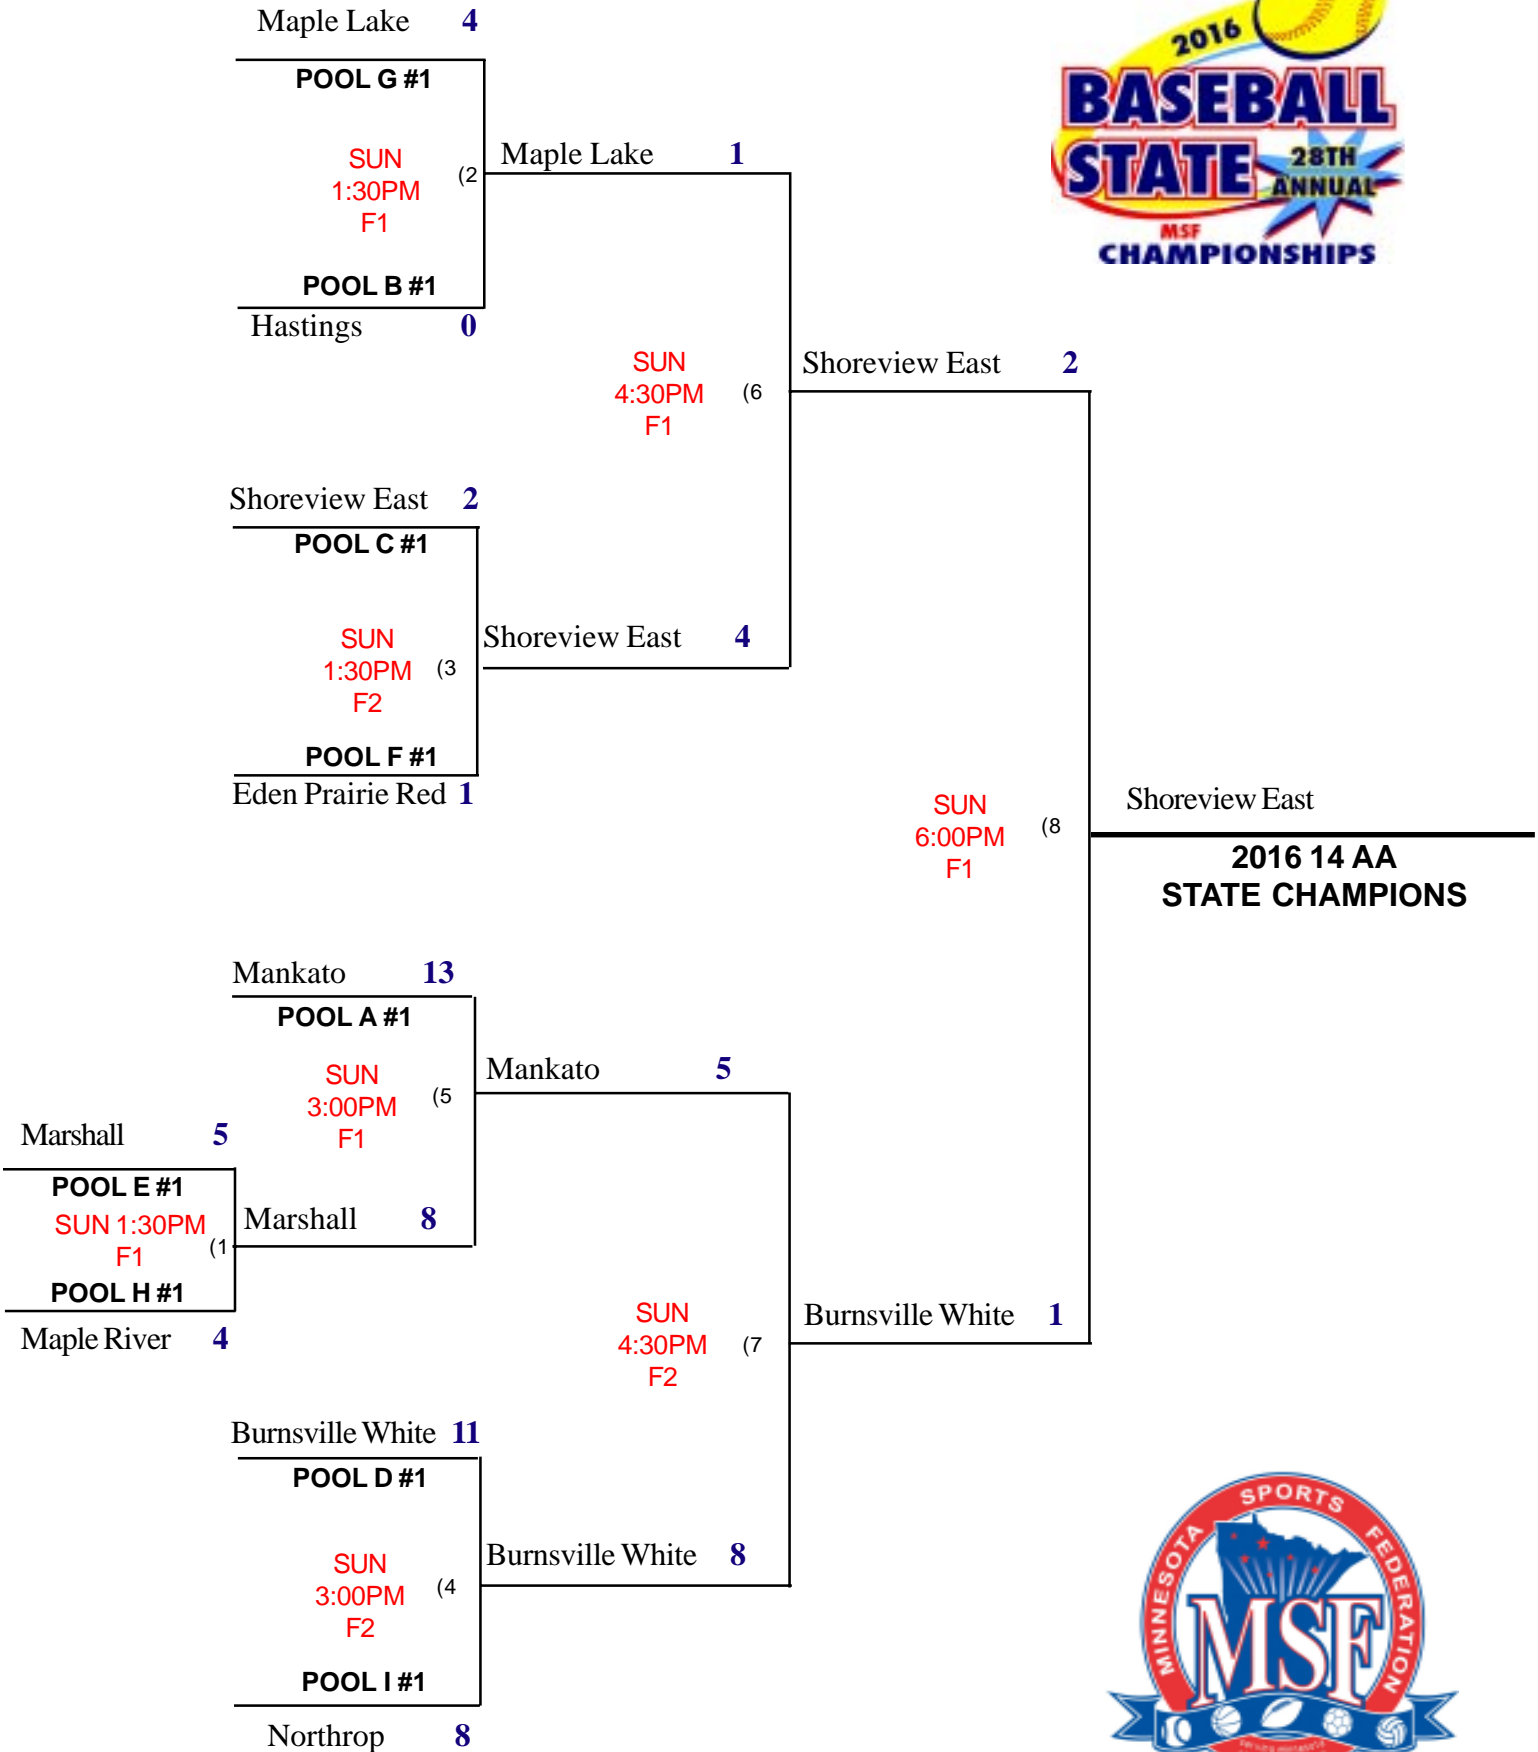 Maple Lake 4
POOL G #1
SUN
1:30PM (2
F1
POOL B #1
Hastings 0
Maple Lake 1
2016
BASEBALL
STATE 28TH
ANNUAL
MSF
CHAMPIONSHIPS
SUN
4:30PM (6
F1
Shoreview East 2
Shoreview East 2
POOL C #1
SUN
1:30PM (3
F2
POOL F #1
Eden Prairie Red 1
Shoreview East 4
SUN
6:00PM (8
F1
Shoreview East
2016 14 AA
STATE CHAMPIONS
Mankato 13
POOL A #1
SUN
3:00PM (5
F1
Mankato 5
Marshall 5
POOL E #1
SUN 1:30PM
F1 (1
POOL H #1
Maple River 4
Marshall 8
SUN
4:30PM (7
F2
Burnsville White 1
Burnsville White 11
POOL D #1
SUN
3:00PM (4
F2
POOL I #1
Northrop 8
Burnsville White 8
MINNESOTA SPORTS FEDERATION
MSF